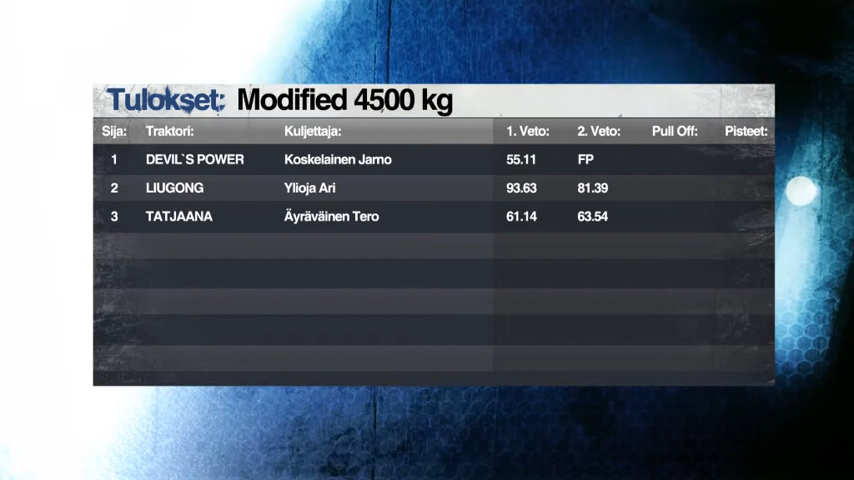 Tulokset: Modified 4500 kg
Sija: Traktori: Kuljettaja: 1. Veto: 2. Veto: Pull Off: Pisteet:
1 DEVIL`S POWER Koskelainen Jarno 55.11 FP
2 LIUGONG Ylioja Ari 93.63 81.39
3 TATJAANA Äyräväinen Tero 61.14 63.54